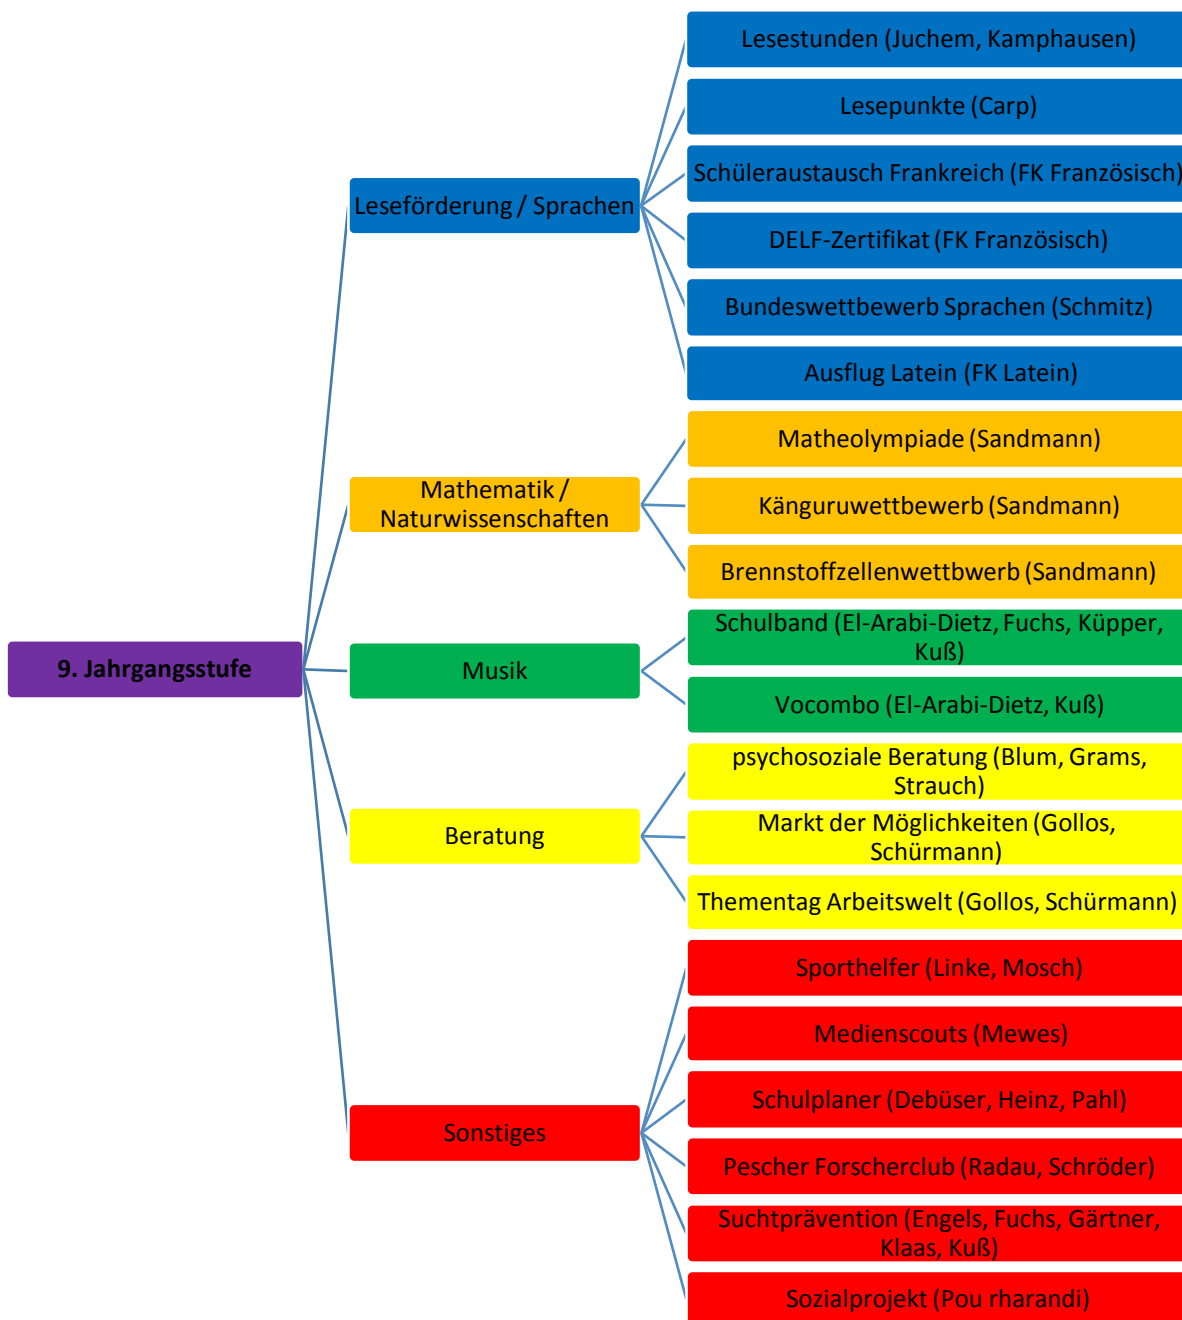 9. Jahrgangsstufe
Leseförderung / Sprachen
Lesestunden (Juchem, Kamphausen)
Lesepunkte (Carp)
Schüleraustausch Frankreich (FK Französisch)
DELF-Zertifikat (FK Französisch)
Bundeswettbewerb Sprachen (Schmitz)
Ausflug Latein (FK Latein)
Mathematik /
Naturwissenschaften
Matheolympiade (Sandmann)
Känguruwettbewerb (Sandmann)
Brennstoffzellenwettbwerb (Sandmann)
Musik
Schulband (El-Arabi-Dietz, Fuchs, Küpper,
Kuß)
Vocombo (El-Arabi-Dietz, Kuß)
Beratung
psychosoziale Beratung (Blum, Grams,
Strauch)
Markt der Möglichkeiten (Gollos,
Schürmann)
Thementag Arbeitswelt (Gollos, Schürmann)
Sonstiges
Sporthelfer (Linke, Mosch)
Medienscouts (Mewes)
Schulplaner (Debüser, Heinz, Pahl)
Pescher Forscherclub (Radau, Schröder)
Suchtprävention (Engels, Fuchs, Gärtner,
Klaas, Kuß)
Sozialprojekt (Pou rharandi)